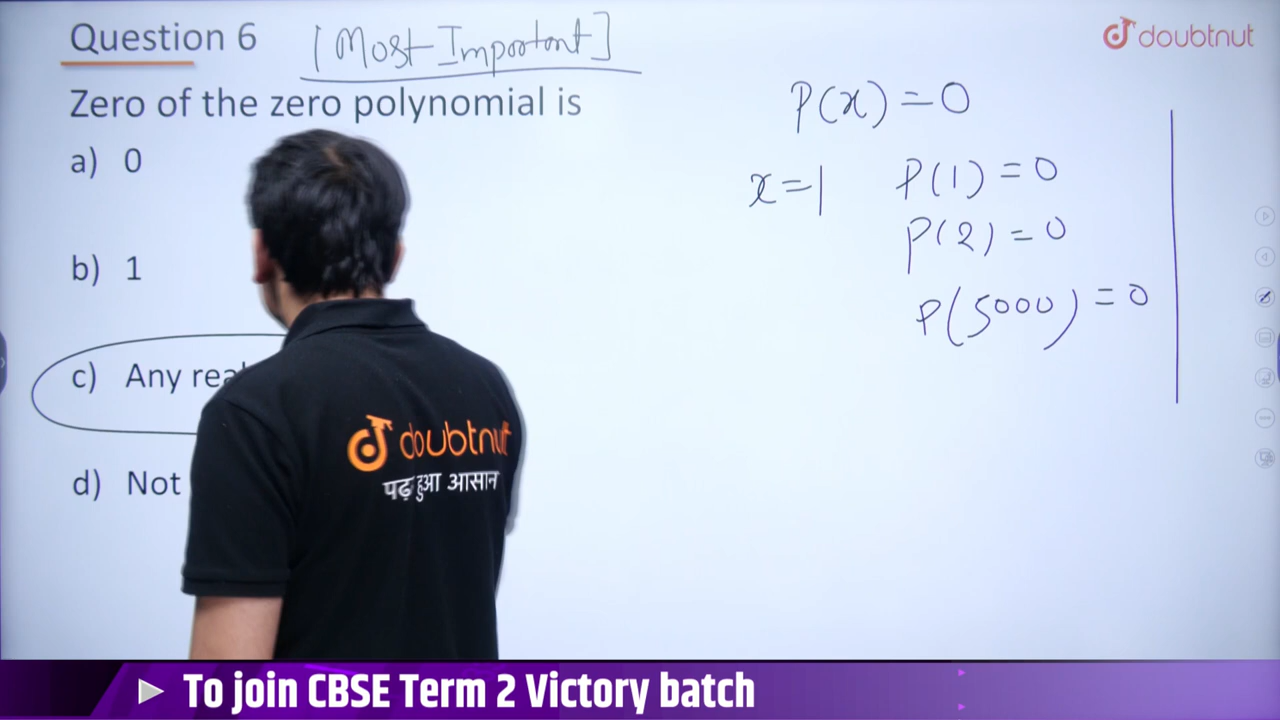 Question 6 [Most Important]
doubtnut
Zero of the zero polynomial is
a) 0
b) 1
c) Any
d) Not
P(x) = 0
x = 1 P(1) = 0
P(2) = 0
P(5000) = 0
doubtnut
पढ़ हुआ आसान
To join CBSE Term 2 Victory batch